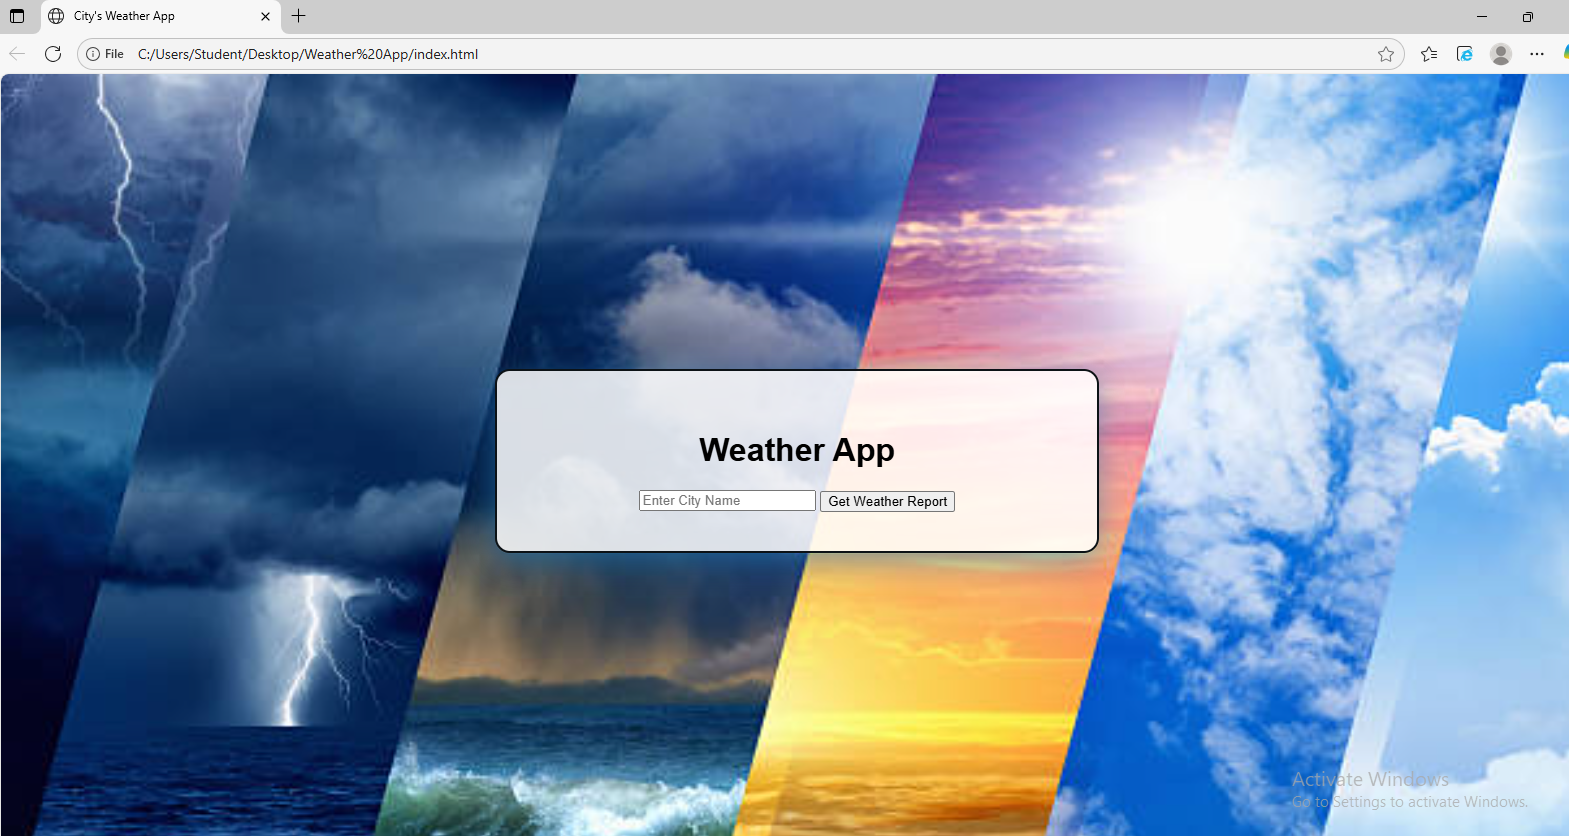 City's Weather App
File C:/Users/Student/Desktop/Weather%20App/index.html
Weather App
Enter City Name Get Weather Report
Activate Windows
Go to Settings to activate Windows.